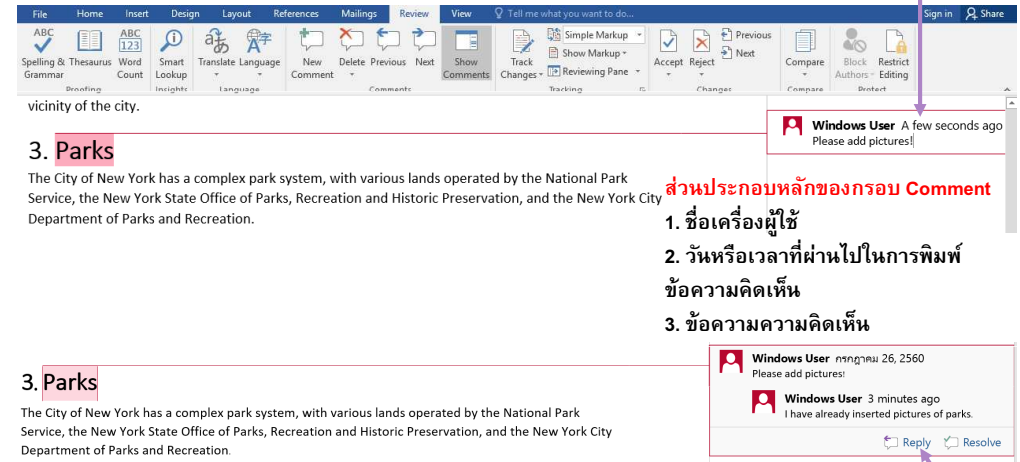 File Home Insert Design Layout References Mailings Review View Tell me what you want to do... Sign in Share
Spelling & Grammar Thesaurus Word Count Smart Lookup Translate Language New Comment Delete Previous Next Show Comments Track Changes Simple Markup Show Markup Reviewing Pane Accept Reject Previous Next Compare Block Authors Restrict Editing
Proofing Insights Language Comments Tracking Changes Compare Protect
vicinity of the city.
Windows User A few seconds ago
Please add pictures!
3. Parks
The City of New York has a complex park system, with various lands operated by the National Park
Service, the New York State Office of Parks, Recreation and Historic Preservation, and the New York City
Department of Parks and Recreation.
ส่วนประกอบหลักของกรอบ Comment
1. ชื่อเครื่องผู้ใช้
2. วันหรือเวลาที่ผ่านไปในการพิมพ์
ข้อความคิดเห็น
3. ข้อความความคิดเห็น
3. Parks
The City of New York has a complex park system, with various lands operated by the National Park
Service, the New York State Office of Parks, Recreation and Historic Preservation, and the New York City
Department of Parks and Recreation.
Windows User กรกฎาคม 26, 2560
Please add pictures!
Windows User 3 minutes ago
I have already inserted pictures of parks.
Reply Resolve